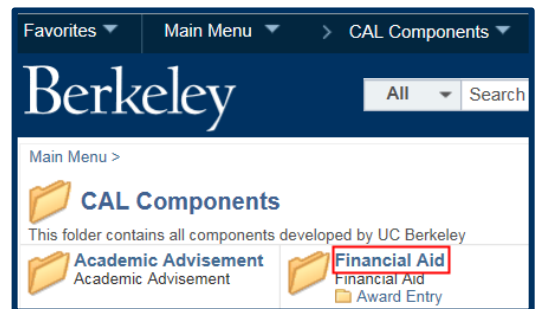 Favorites Main Menu > CAL Components
Berkeley All Search
Main Menu >
CAL Components
This folder contains all components developed by UC Berkeley
Academic Advisement Financial Aid
Academic Advisement Financial Aid
Award Entry